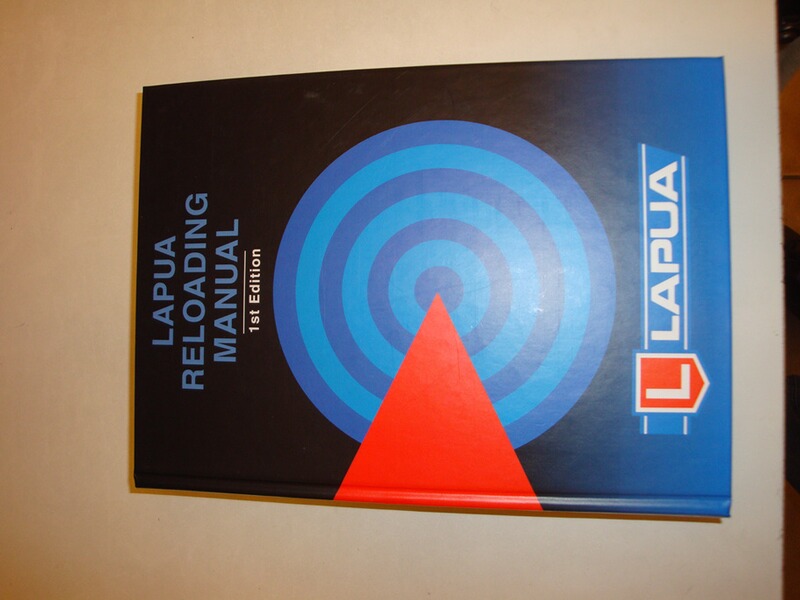 LAPUA
RELOADING
MANUAL
1st Edition
L LAPUA